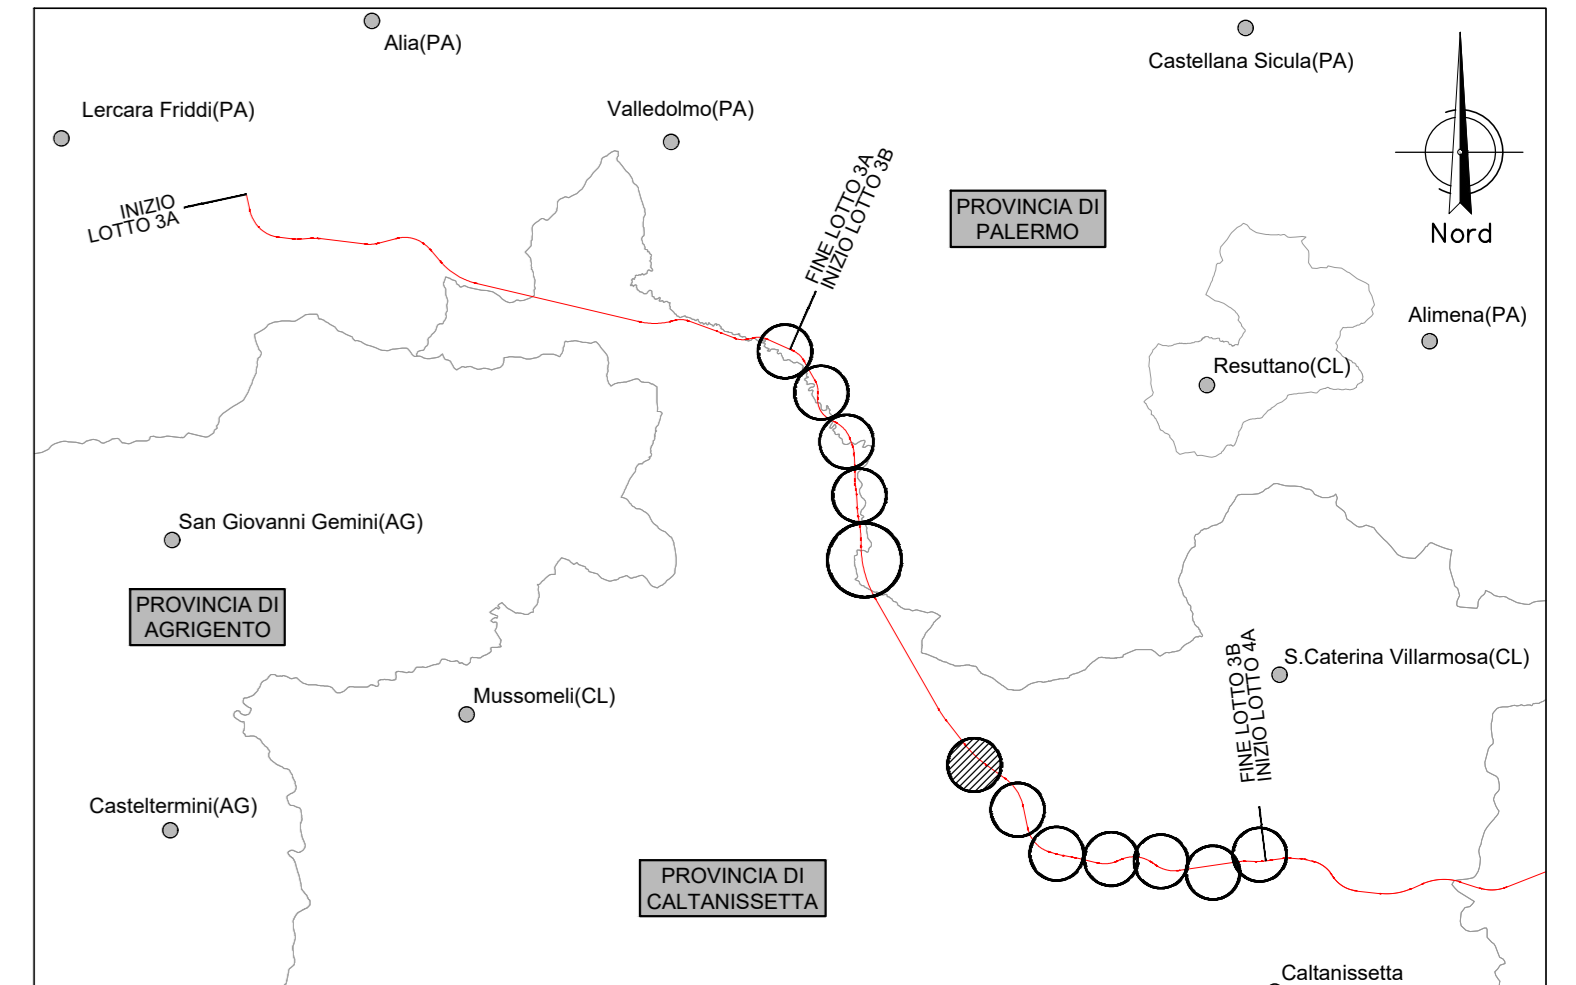 Alia(PA)
Castellana Sicula(PA)
Lercara Friddi(PA)
Valledolmo(PA)
INIZIO
LOTTO 3A
FINE LOTTO 3A
INIZIO LOTTO 3B
PROVINCIA DI
PALERMO
Nord
Alimena(PA)
Resuttano(CL)
San Giovanni Gemini(AG)
PROVINCIA DI
AGRIGENTO
Mussomeli(CL)
S.Caterina Villarmosa(CL)
FINE LOTTO 3B
INIZIO LOTTO 4A
Casteltermini(AG)
PROVINCIA DI
CALTANISSETTA
Caltanissetta